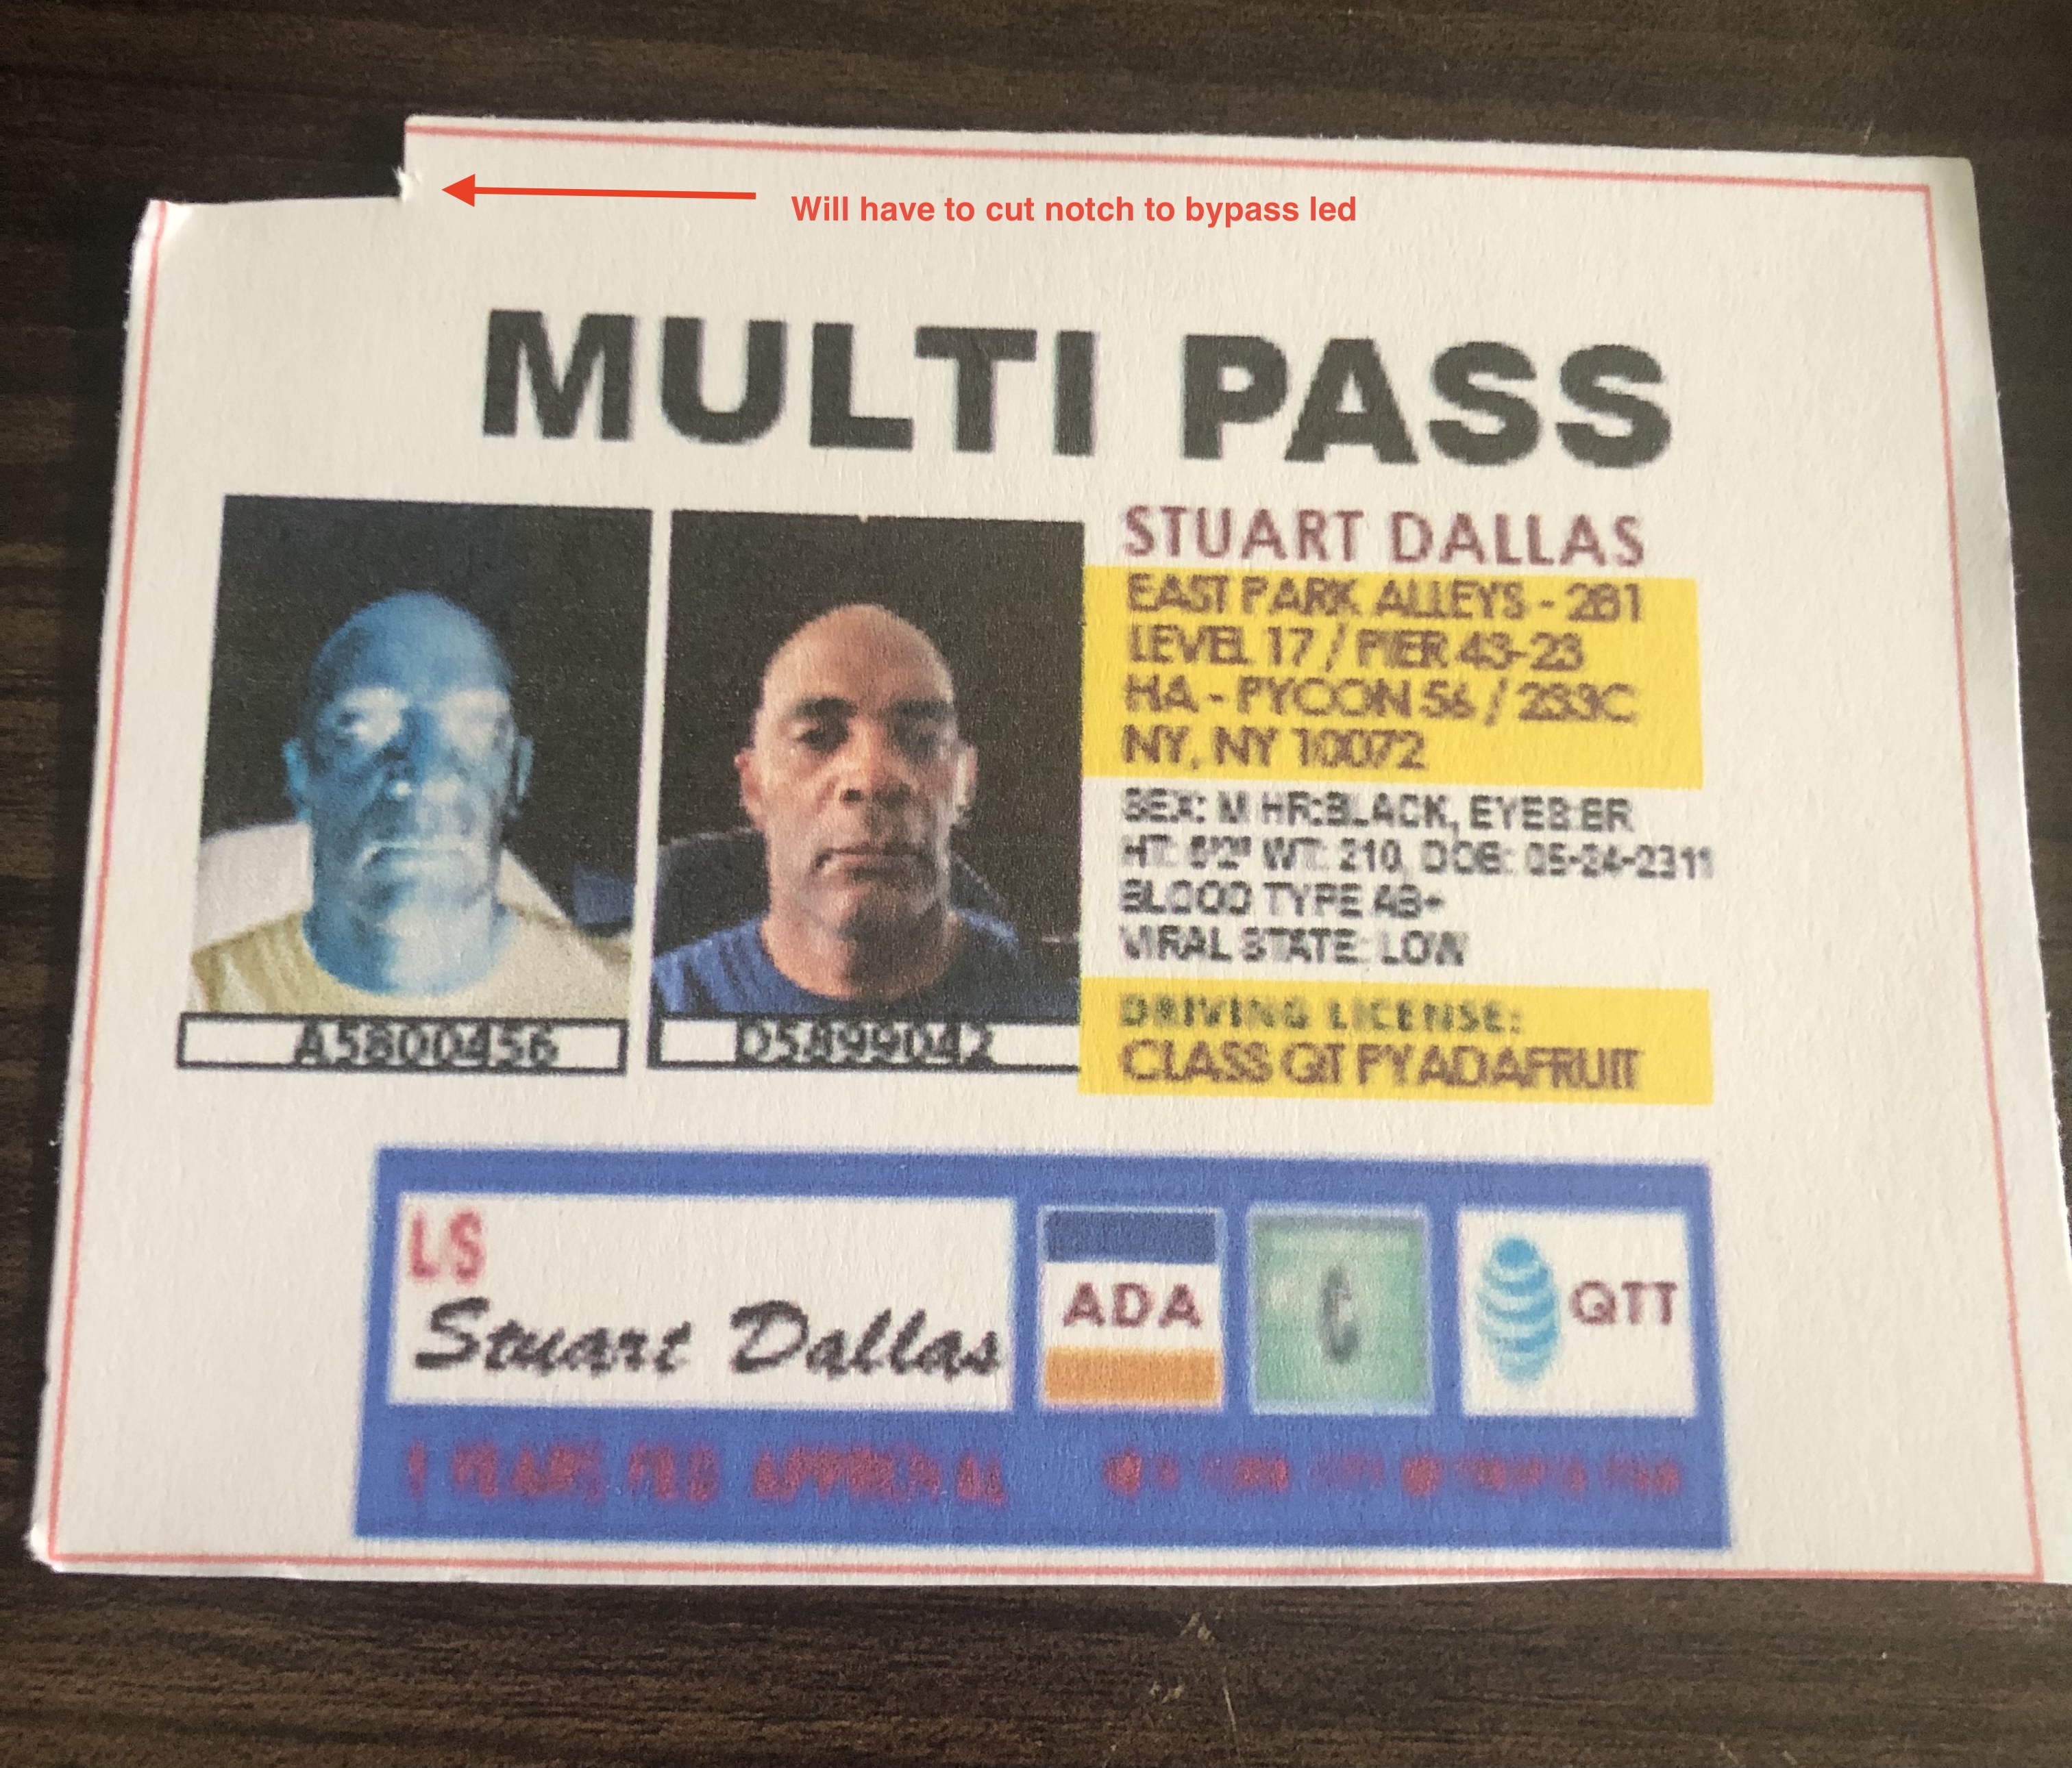 Will have to cut notch to bypass led
MULTI PASS
STUART DALLAS
EAST PARK ALLEYS - 281
LEVEL 17 / PIER 43-23
HA - PYCON 56 / 233C
NY, NY 10072
SEX: M HR:BLACK, EYES:BR
HT: 6'2" WT: 210, DOB: 05-24-2311
BLOOD TYPE AB+
VIRAL STATE: LOW
A5800456
D5A99042
DRIVING LICENSE:
CLASS QT PYADAFRUIT
LS
Stuart Dallas
ADA
QTT
YEARS APPROVAL